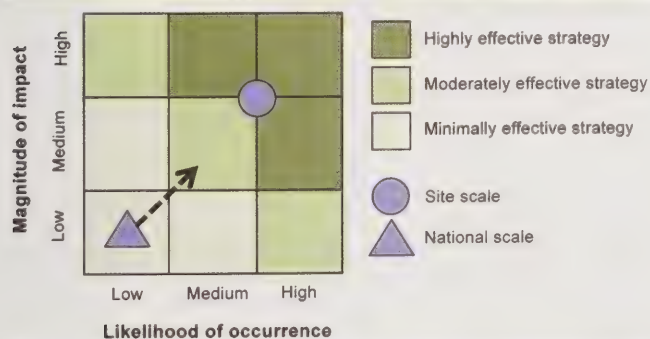 Magnitude of impact
High
Medium
Low
Low Medium High
Likelihood of occurrence
Highly effective strategy
Moderately effective strategy
Minimally effective strategy
Site scale
National scale